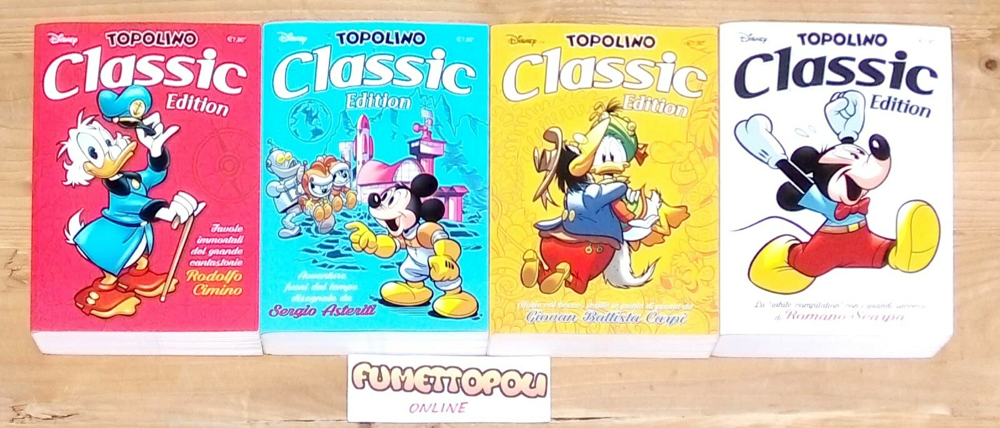 Disney
TOPOLINO
€7,90*
Classic
Edition
Favole
immortali
del grande
cantastorie
Rodolfo
Cimino
Disney
TOPOLINO
€7,90*
Classic
Edition
Avventure
fuori dal tempo
disegnate da
Sergio Asteriti
Disney
TOPOLINO
€7,90*
Classic
Edition
Storie col becco, scritte in punta di piuma da
Giovan Battista Carpi
Disney
TOPOLINO
Classic
Edition
La "white compilation" con i grandi successi
di Romano Scarpa
FUMETTOPOLI
ONLINE